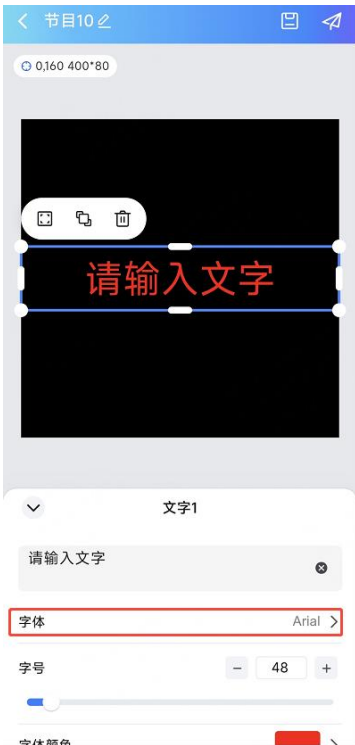 节目10
0,160 400*80
请输入文字
文字1
请输入文字
字体 Arial
字号 - 48 +
字体颜色